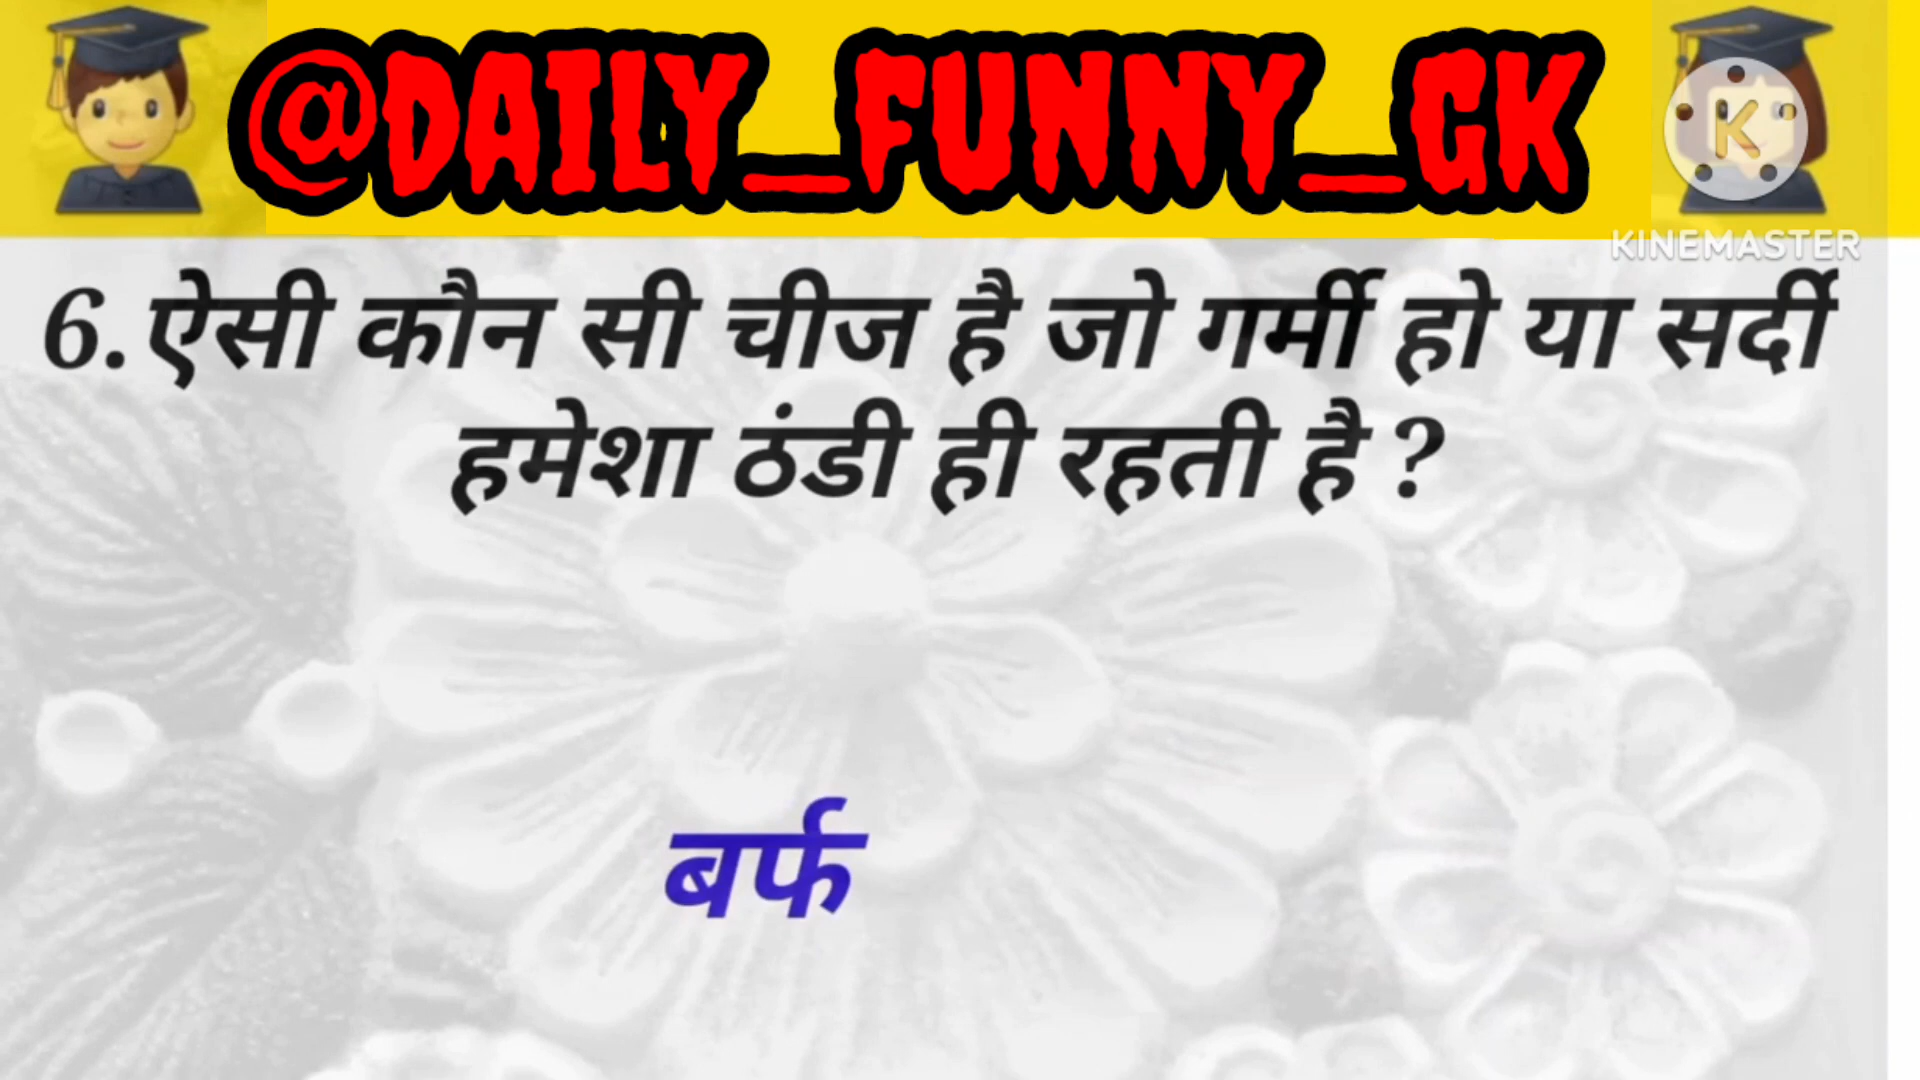 @DAILY_FUNNY_GK
K
KINEMASTER
6. ऐसी कौन सी चीज है जो गर्मी हो या सर्दी
हमेशा ठंडी ही रहती है ?
बर्फ